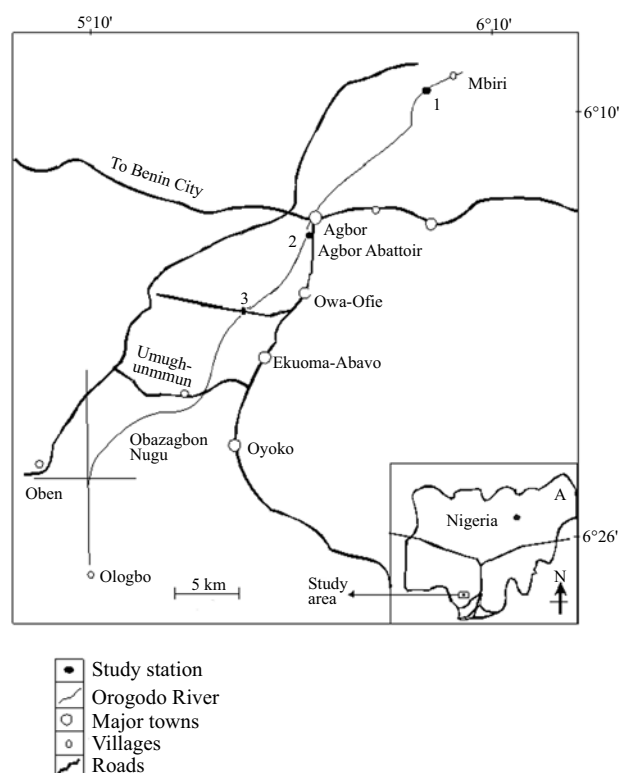 5°10'
6°10'
Mbiri
1
6°10'
To Benin City
Agbor
2
Agbor Abattoir
3
Owa-Ofie
Umugh-
unmmun
Ekuoma-Abavo
Obazagbon
Nugu
Oyoko
Oben
A
Nigeria
6°26'
Ologbo
5 km
Study
area
N
Study station
Orogodo River
Major towns
Villages
Roads